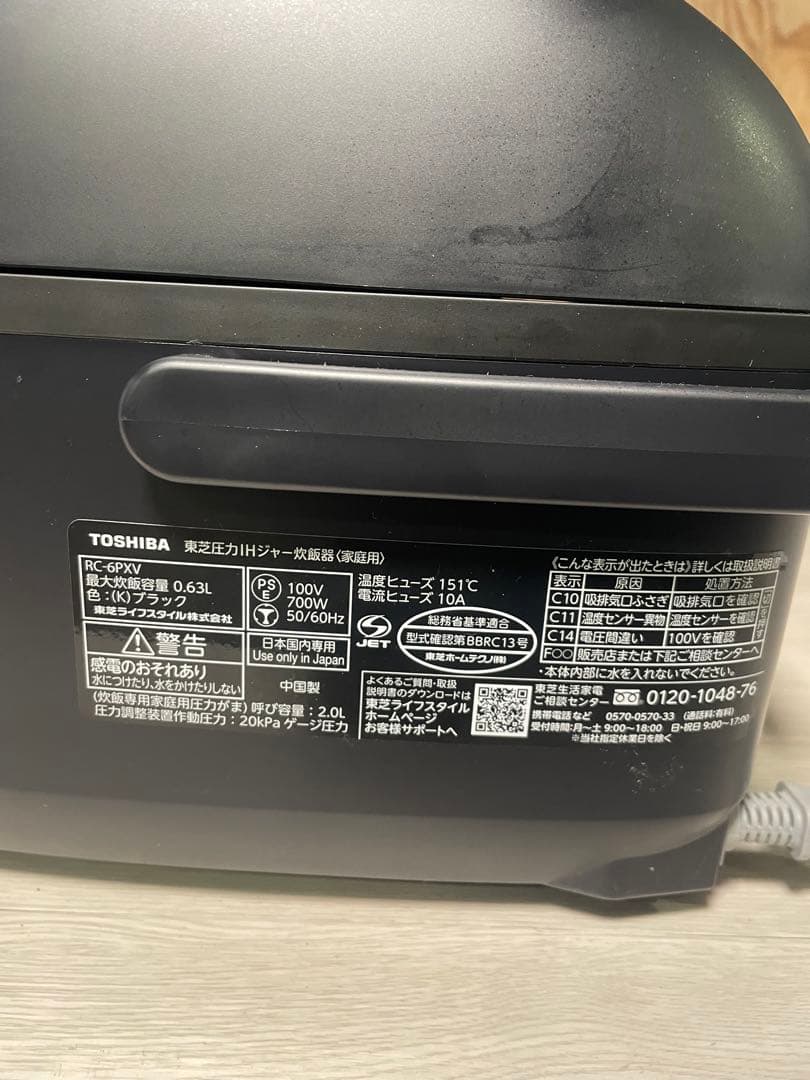 TOSHIBA 東芝圧力IHジャー炊飯器〈家庭用〉
RC-6PXV
最大炊飯容量 0.63L
色:(K)ブラック
東芝ライフスタイル株式会社
PS
E
100V
700W
50/60Hz
温度ヒューズ 151℃
電流ヒューズ 10A
警告
感電のおそれあり
水につけたり、水をかけたりしない
日本国内専用
Use only in Japan
中国製
JET
総務省基準適合
型式確認第BBRC13号
東芝ホームテクノ(株)
(炊飯専用家庭用圧力がま) 呼び容量:2.0L
圧力調整装置作動圧力:20kPa ゲージ圧力
よくあるご質問・取扱
説明書のダウンロードは
東芝ライフスタイル
ホームページ
お客様サポートへ
《こんな表示が出たときは》詳しくは取扱説明書
表示 原因 処置方法
C10 吸排気口ふさぎ 吸排気口を確認
C11 温度センサー異物 温度センサーを確認
C14 電圧間違い 100Vを確認
F○○ 販売店または下記ご相談センターへ
・本体内部に水を入れないでください。
東芝生活家電
ご相談センター 0120-1048-76
携帯電話など 0570-0570-33 (通話料:有料)
受付時間:月～土 9:00～18:00 日・祝日 9:00～17:00
※当社指定休業日を除く